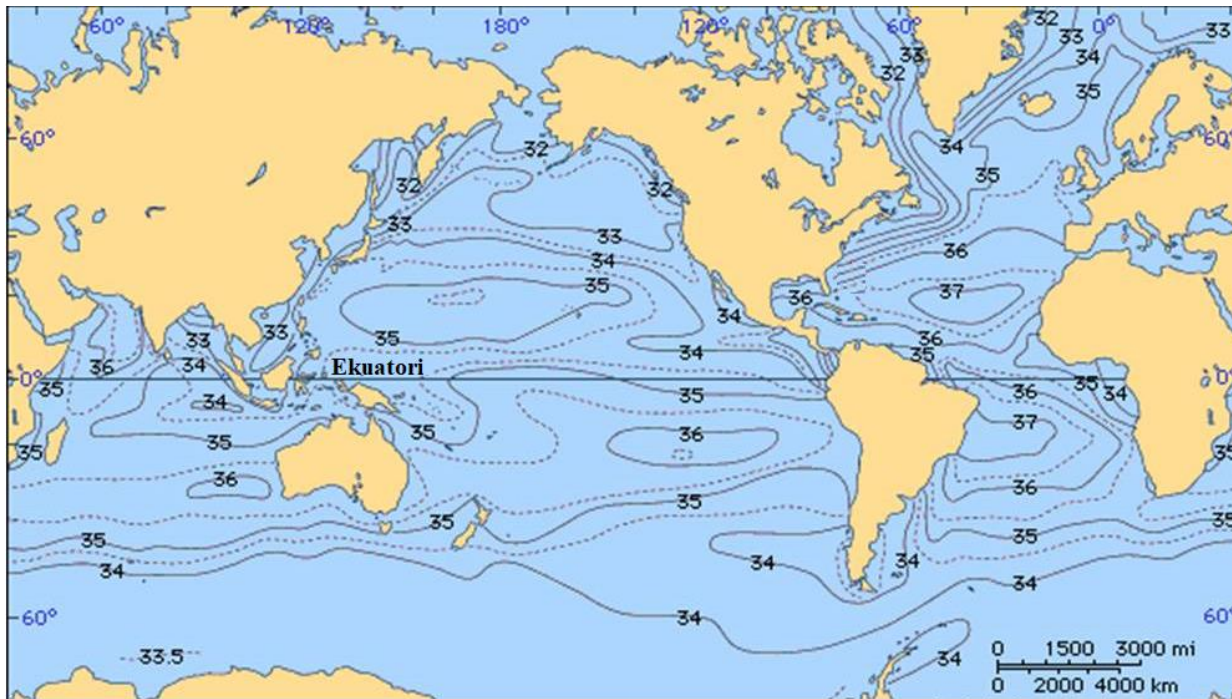 60° 120° 180° 120° 60° 0°
32 33 32 33 34 35 33
60° 60°
32 32 32 33 33 34 35
34 35 36 37
35 35 34 34 36 36 35
33 33 34 36
Ekuatori
0° 0°
35 34 35 35 35 36 35 34
35 36 37 36 35
36 35 35 35 35
35 34 34 34 34
60° 60°
34 34
33.5
0 1500 3000 mi
0 2000 4000 km